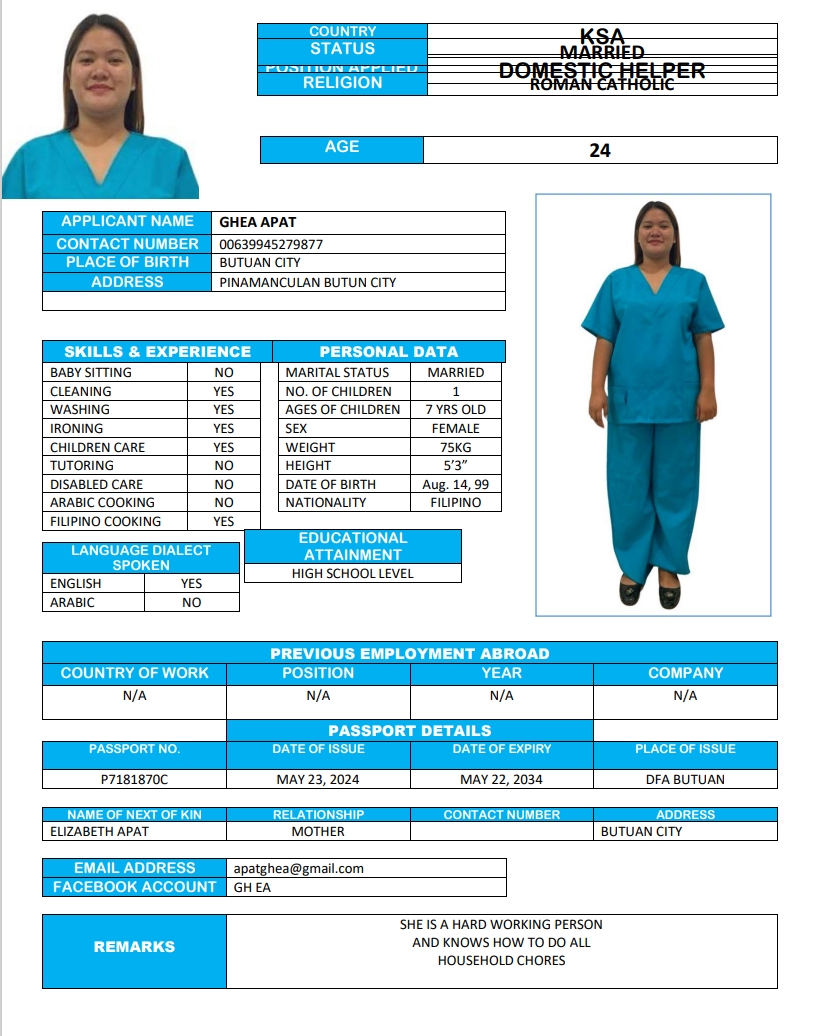 COUNTRY KSA
STATUS MARRIED
POSITION APPLIED DOMESTIC HELPER
RELIGION ROMAN CATHOLIC
AGE 24
APPLICANT NAME GHEA APAT
CONTACT NUMBER 00639945279877
PLACE OF BIRTH BUTUAN CITY
ADDRESS PINAMANCULAN BUTUN CITY
SKILLS & EXPERIENCE PERSONAL DATA
BABY SITTING NO MARITAL STATUS MARRIED
CLEANING YES NO. OF CHILDREN 1
WASHING YES AGES OF CHILDREN 7 YRS OLD
IRONING YES SEX FEMALE
CHILDREN CARE YES WEIGHT 75KG
TUTORING NO HEIGHT 5’3”
DISABLED CARE NO DATE OF BIRTH Aug. 14, 99
ARABIC COOKING NO NATIONALITY FILIPINO
FILIPINO COOKING YES
EDUCATIONAL
ATTAINMENT
HIGH SCHOOL LEVEL
LANGUAGE DIALECT
SPOKEN
ENGLISH YES
ARABIC NO
PREVIOUS EMPLOYMENT ABROAD
COUNTRY OF WORK POSITION YEAR COMPANY
N/A N/A N/A N/A
PASSPORT DETAILS
PASSPORT NO. DATE OF ISSUE DATE OF EXPIRY PLACE OF ISSUE
P7181870C MAY 23, 2024 MAY 22, 2034 DFA BUTUAN
NAME OF NEXT OF KIN RELATIONSHIP CONTACT NUMBER ADDRESS
ELIZABETH APAT MOTHER BUTUAN CITY
EMAIL ADDRESS apatghea@gmail.com
FACEBOOK ACCOUNT GH EA
REMARKS
SHE IS A HARD WORKING PERSON
AND KNOWS HOW TO DO ALL
HOUSEHOLD CHORES